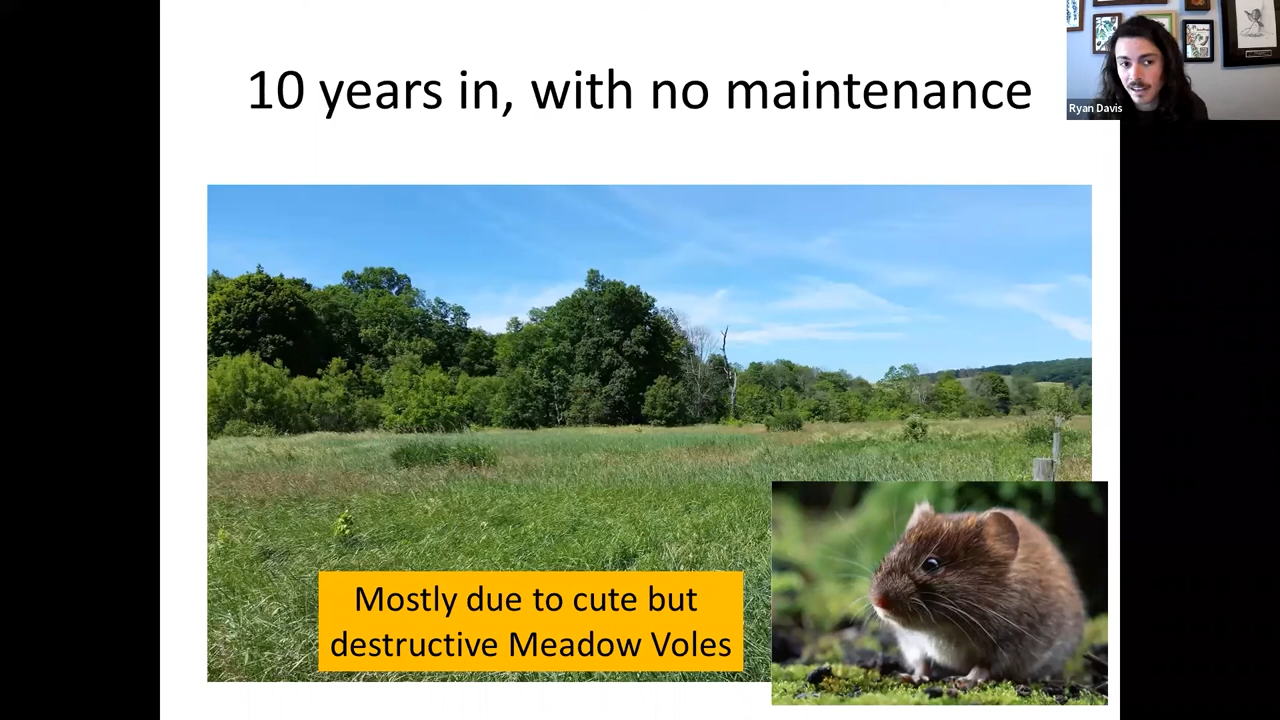 10 years in, with no maintenance
Ryan Davis
Mostly due to cute but
destructive Meadow Voles